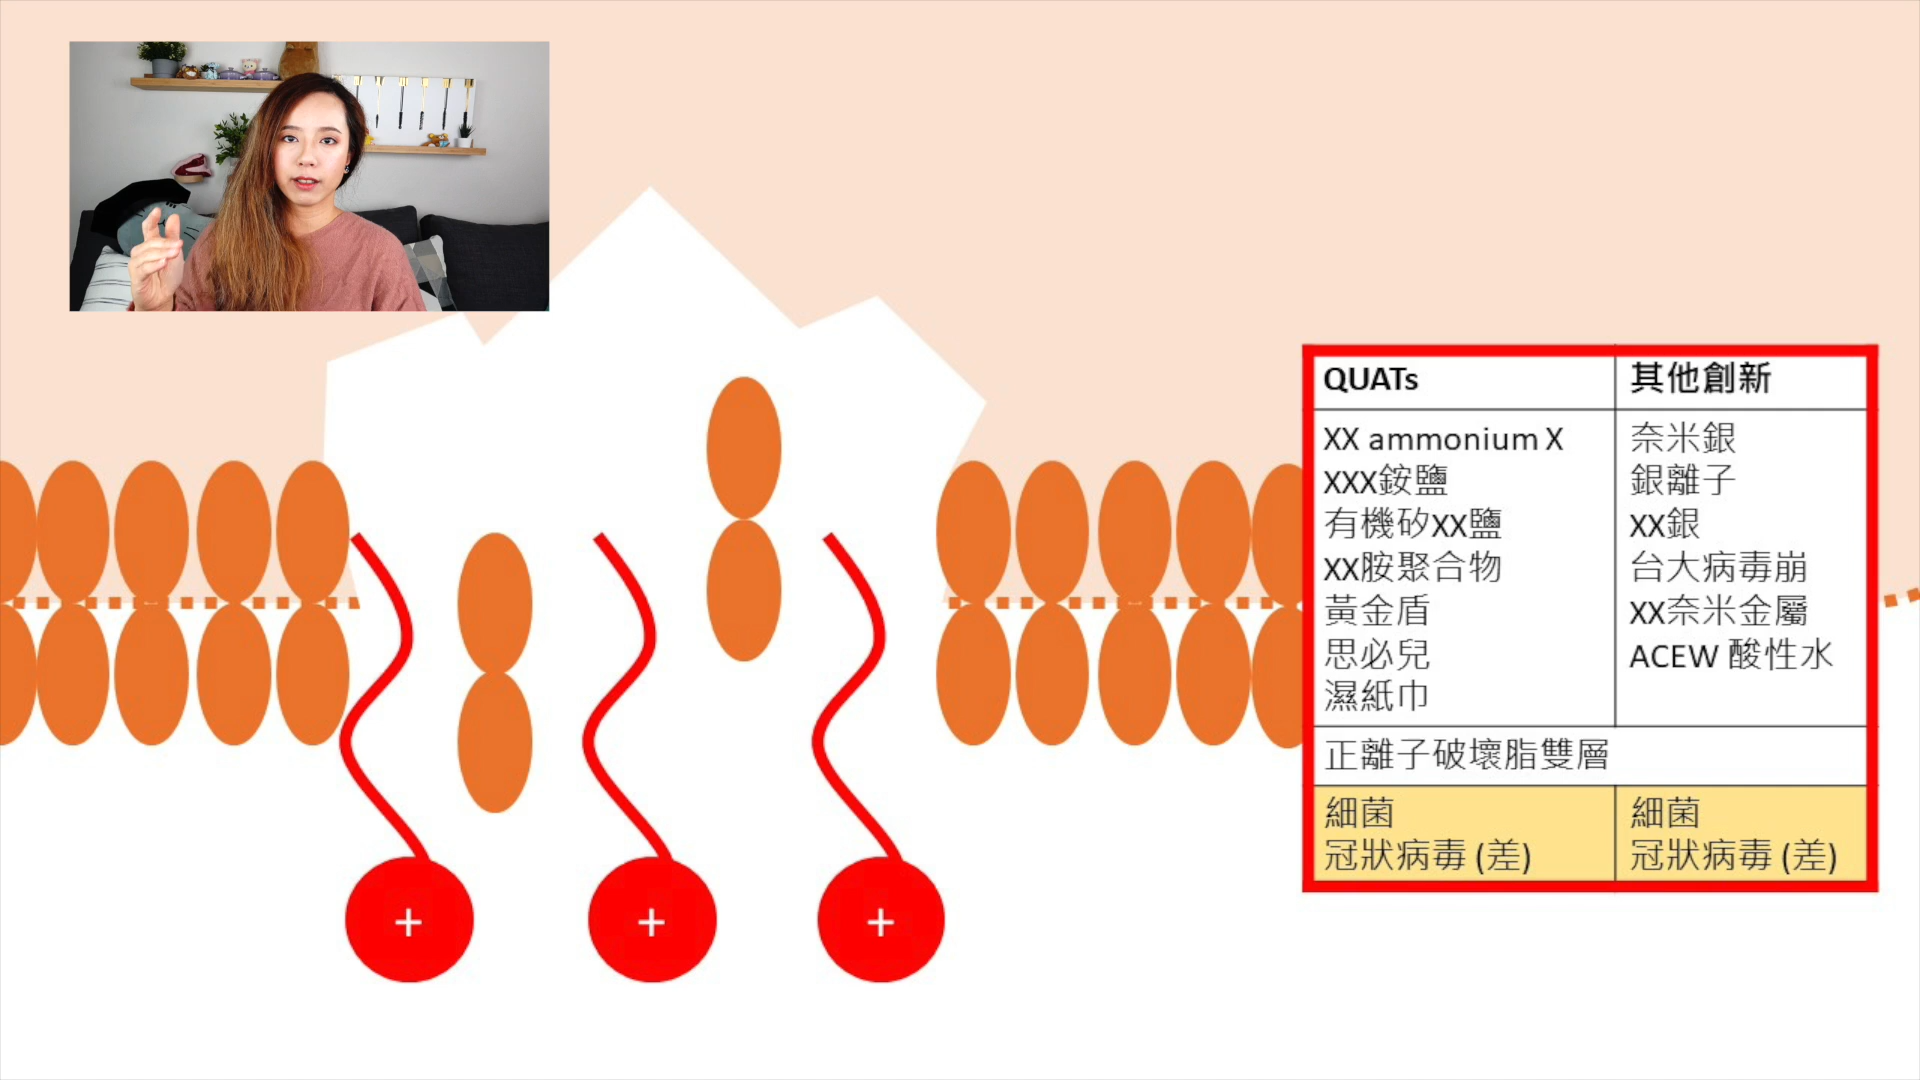 QUATs
XX ammonium X
XXX銨鹽
有機矽XX鹽
XX胺聚合物
黃金盾
思必兒
濕紙巾
其他創新
奈米銀
銀離子
XX銀
台大病毒崩
XX奈米金屬
ACEW 酸性水
正離子破壞脂雙層
細菌
冠狀病毒 (差)
細菌
冠狀病毒 (差)
+
+
+